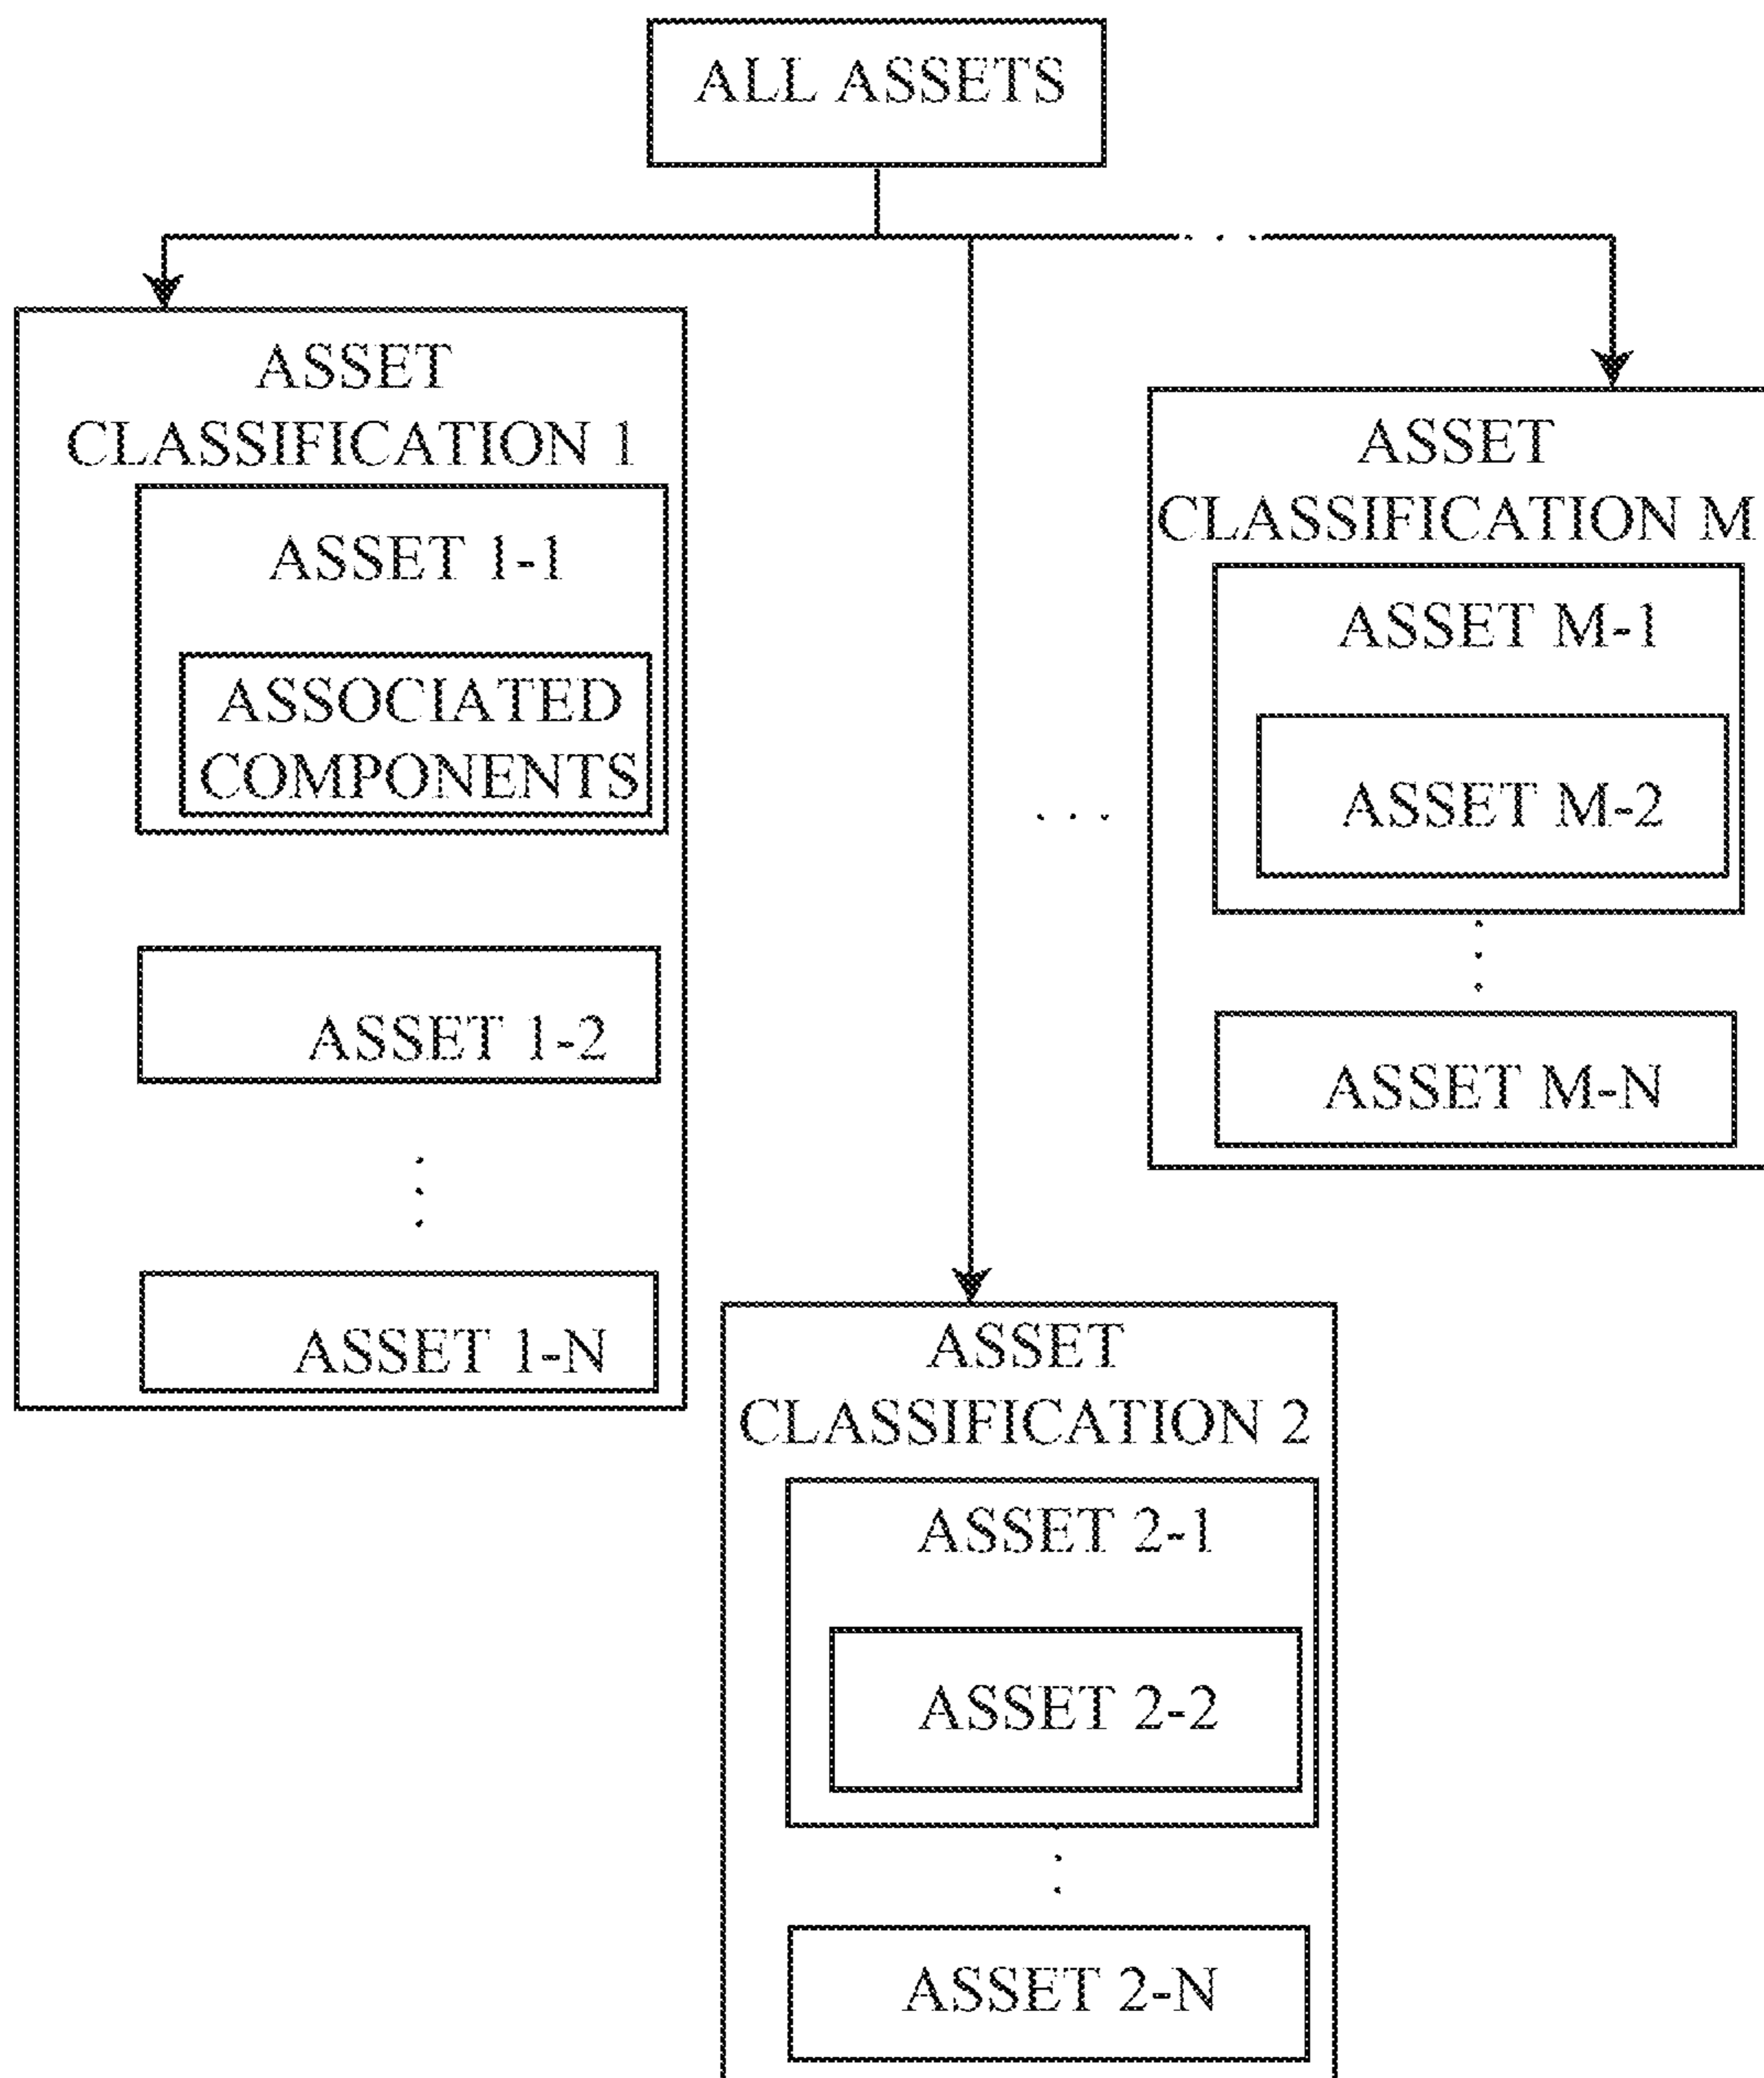 ALL ASSETS
ASSET
CLASSIFICATION 1
ASSET 1-1
ASSOCIATED
COMPONENTS
ASSET 1-2
ASSET 1-N
ASSET
CLASSIFICATION M
ASSET M-1
ASSET M-2
ASSET M-N
ASSET
CLASSIFICATION 2
ASSET 2-1
ASSET 2-2
ASSET 2-N